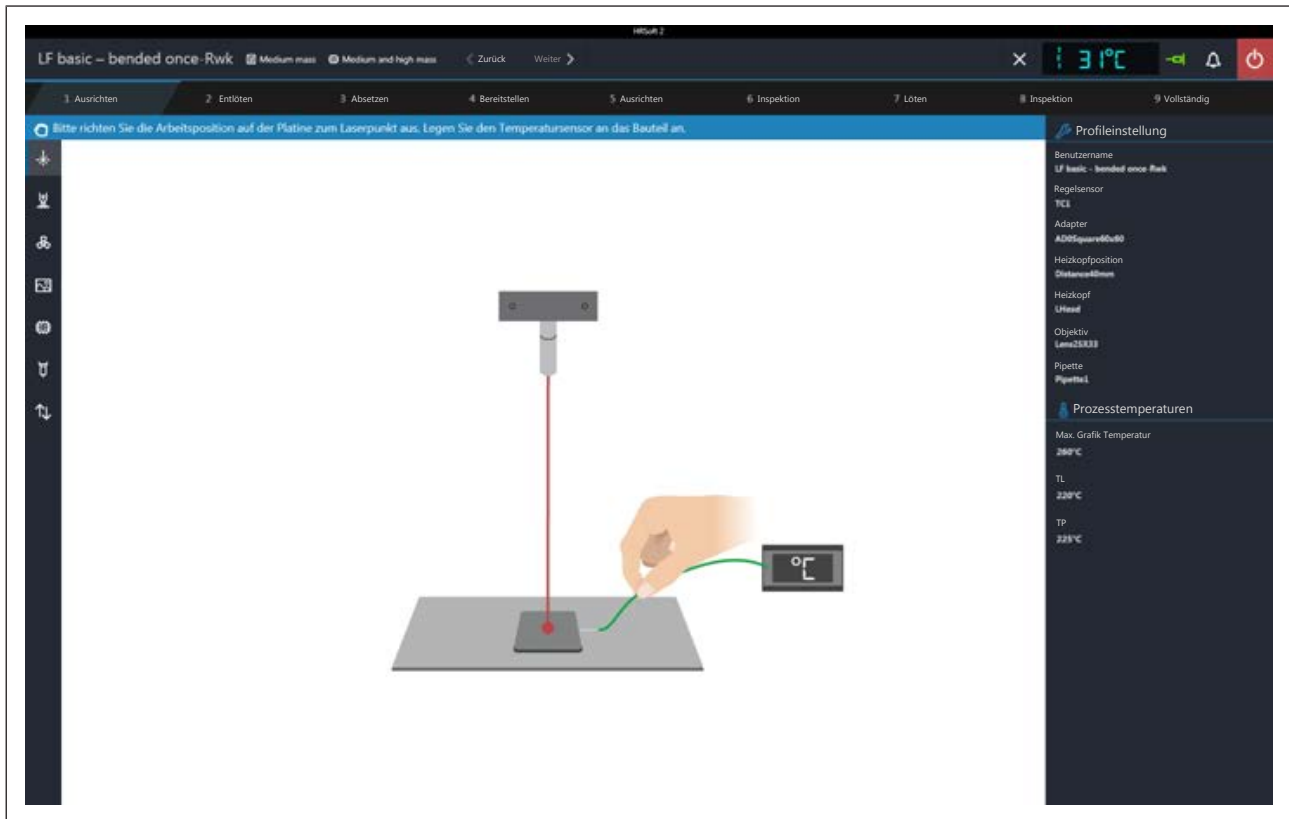 HRSoft 2
LF basic – bended once-Rwk Medium mass Medium and high mass Zurück Weiter 31°C
1 Ausrichten 2 Entlöten 3 Absetzen 4 Bereitstellen 5 Ausrichten 6 Inspektion 7 Löten 8 Inspektion 9 Vollständig
Bitte richten Sie die Arbeitsposition auf der Platine zum Laserpunkt aus. Legen Sie den Temperatursensor an das Bauteil an.
Profileinstellung
Benutzername
LF basic - bended once-Rwk
Regelsensor
TC1
Adapter
Heizkopfposition
Distance40mm
Heizkopf
LHead
Objektiv
Lens25X33
Pipette
Pipette1
°C
Prozesstemperaturen
Max. Grafik Temperatur
260°C
TL
220°C
TP
225°C